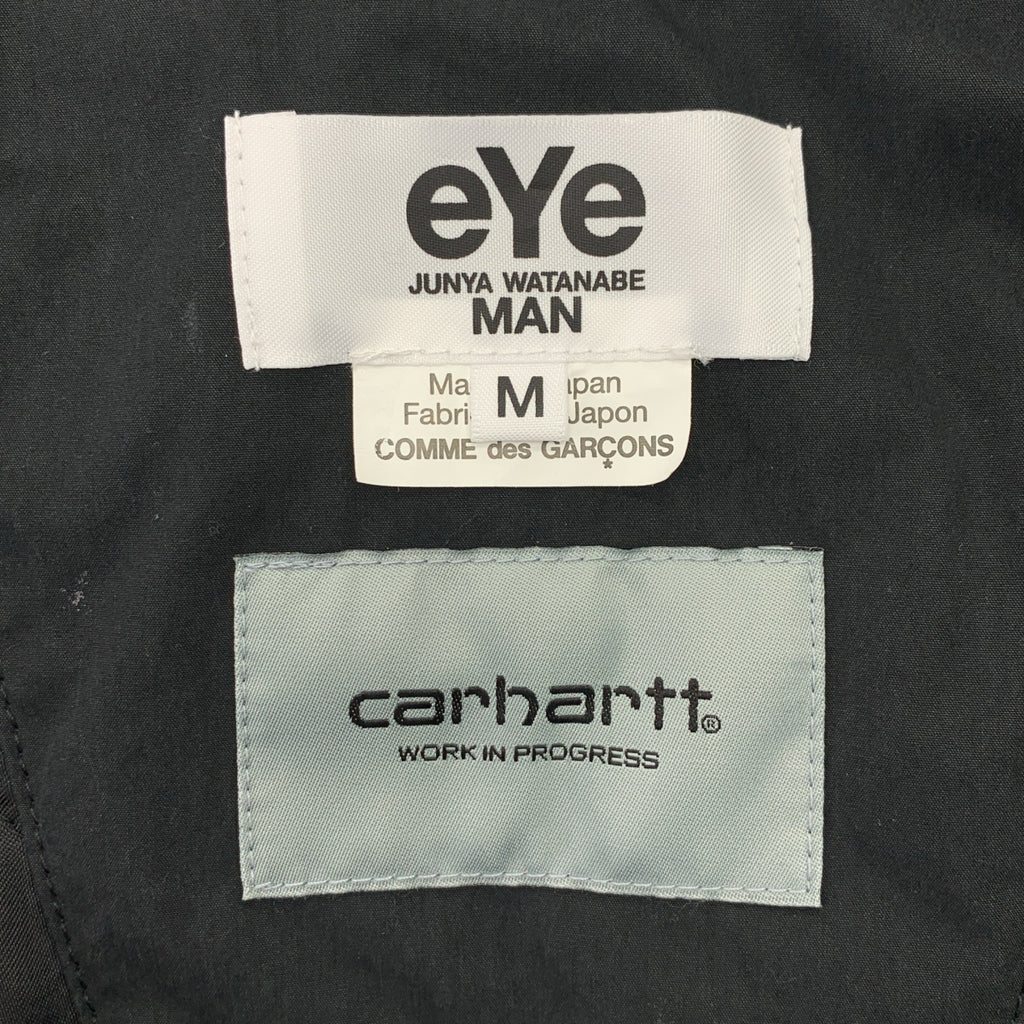 eYe
JUNYA WATANABE
MAN
M
Japon
COMME des GARÇONS
*
carhartt®
WORK IN PROGRESS